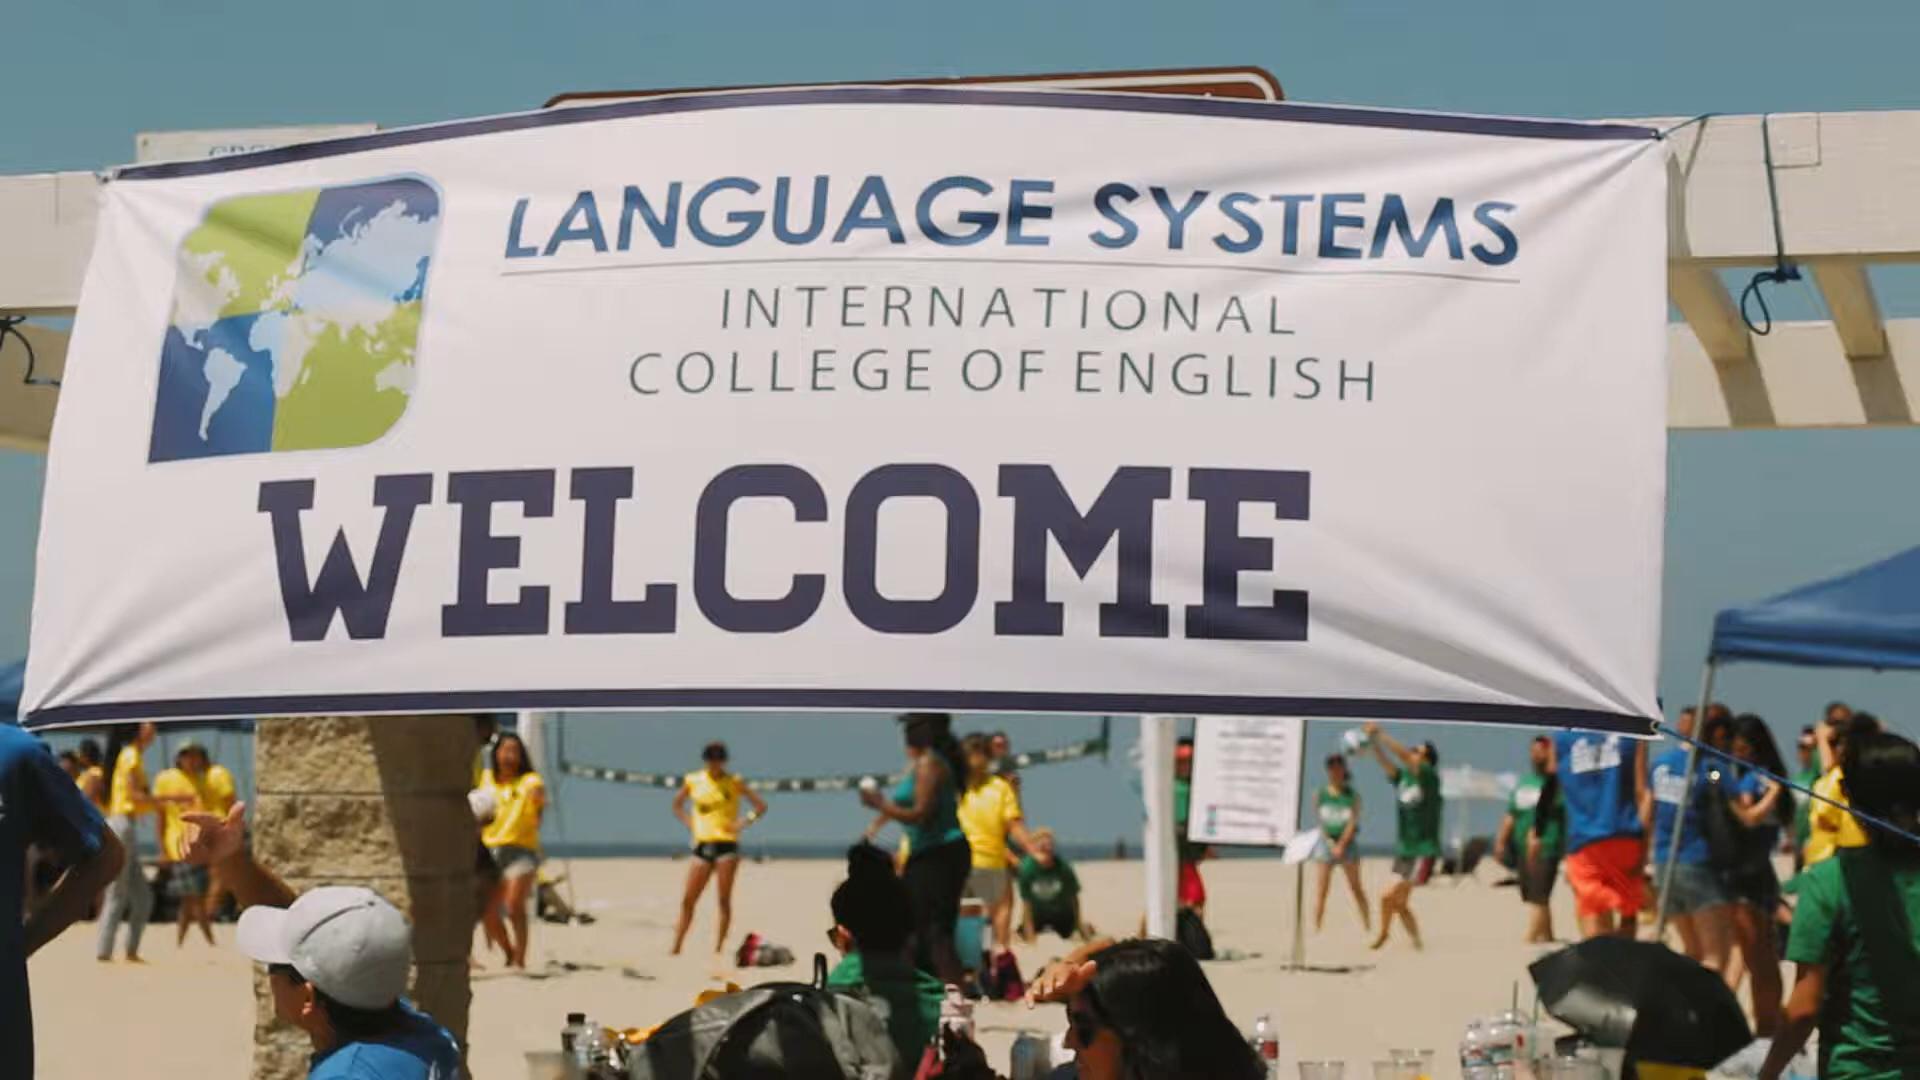 LANGUAGE SYSTEMS
INTERNATIONAL
COLLEGE OF ENGLISH
WELCOME